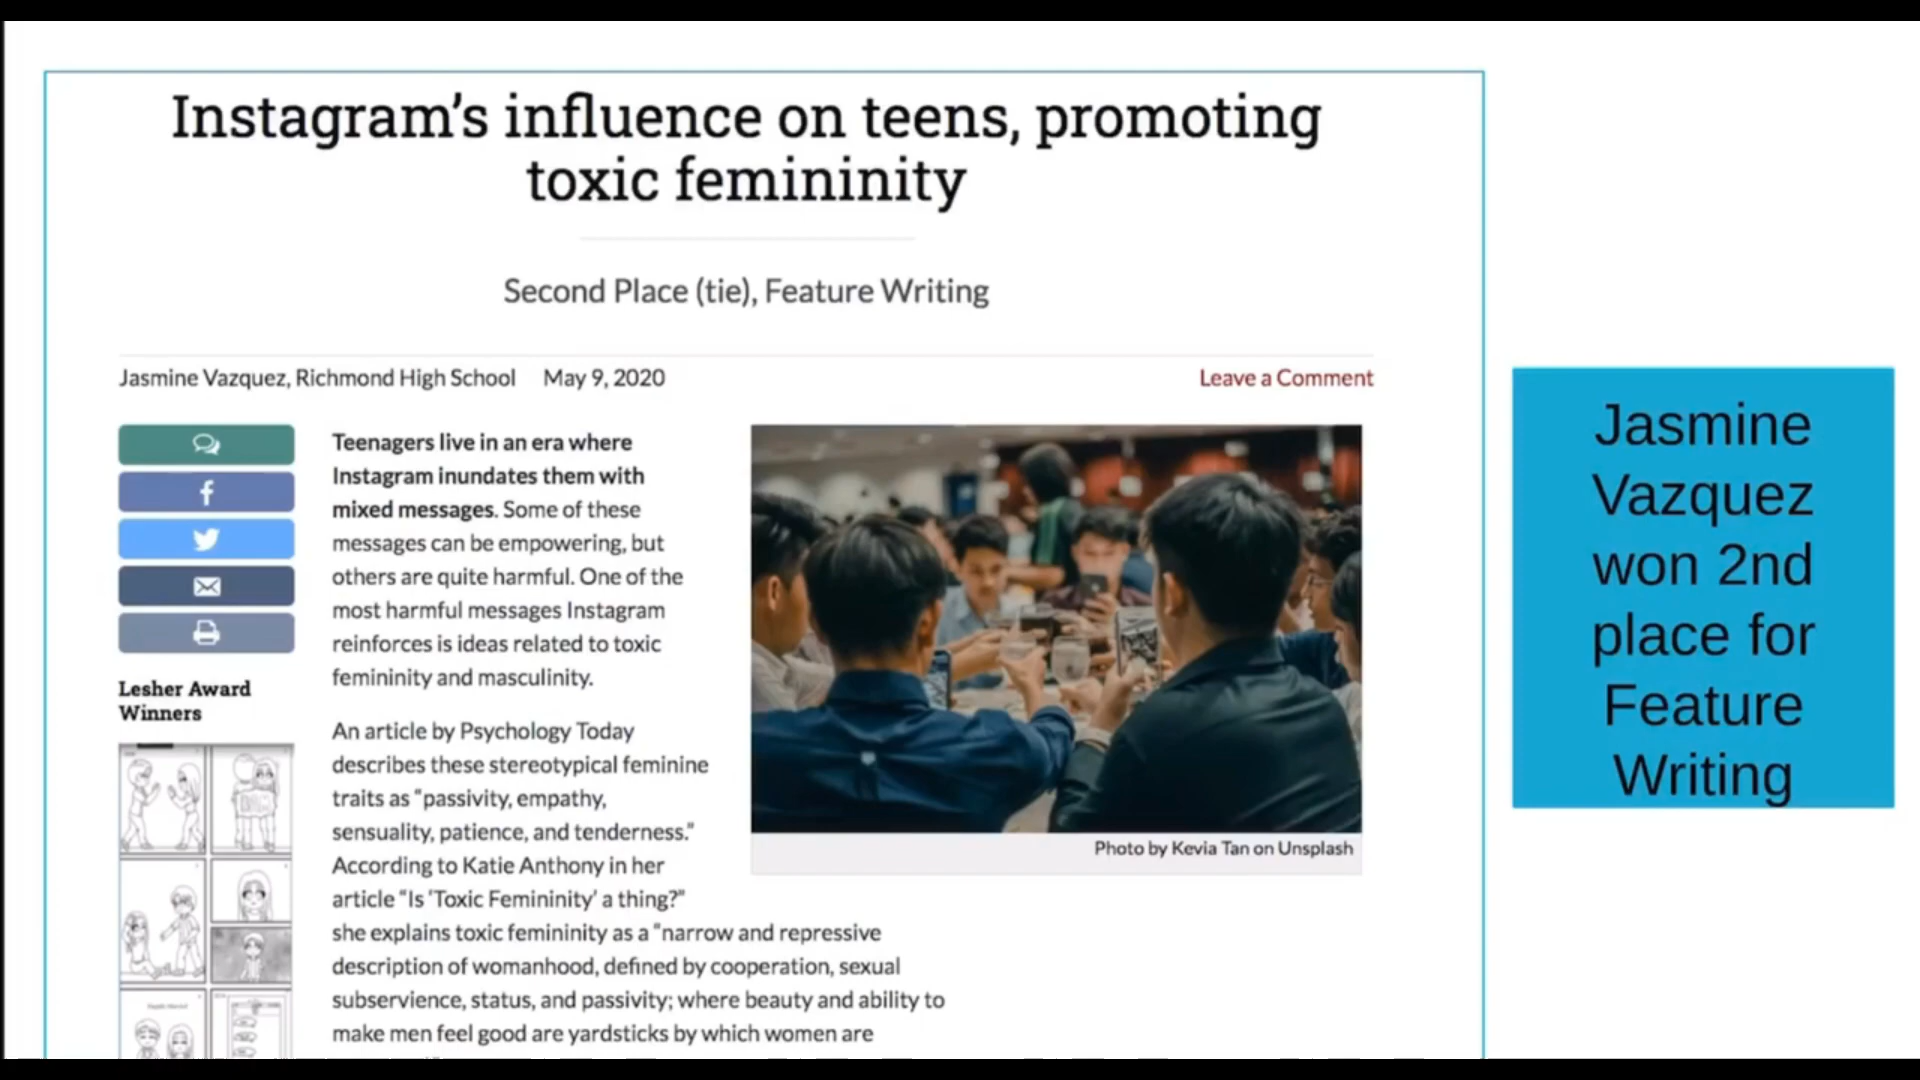 Instagram's influence on teens, promoting
toxic femininity
Second Place (tie), Feature Writing
Jasmine Vazquez, Richmond High School May 9, 2020
Leave a Comment
Teenagers live in an era where
Instagram inundates them with
mixed messages. Some of these
messages can be empowering, but
others are quite harmful. One of the
most harmful messages Instagram
reinforces is ideas related to toxic
femininity and masculinity.
An article by Psychology Today
describes these stereotypical feminine
traits as "passivity, empathy,
sensuality, patience, and tenderness."
According to Katie Anthony in her
article "Is 'Toxic Femininity' a thing?"
she explains toxic femininity as a "narrow and repressive
description of womanhood, defined by cooperation, sexual
subservience, status, and passivity; where beauty and ability to
make men feel good are yardsticks by which women are
Photo by Kevia Tan on Unsplash
Lesher Award
Winners
Jasmine
Vazquez
won 2nd
place for
Feature
Writing